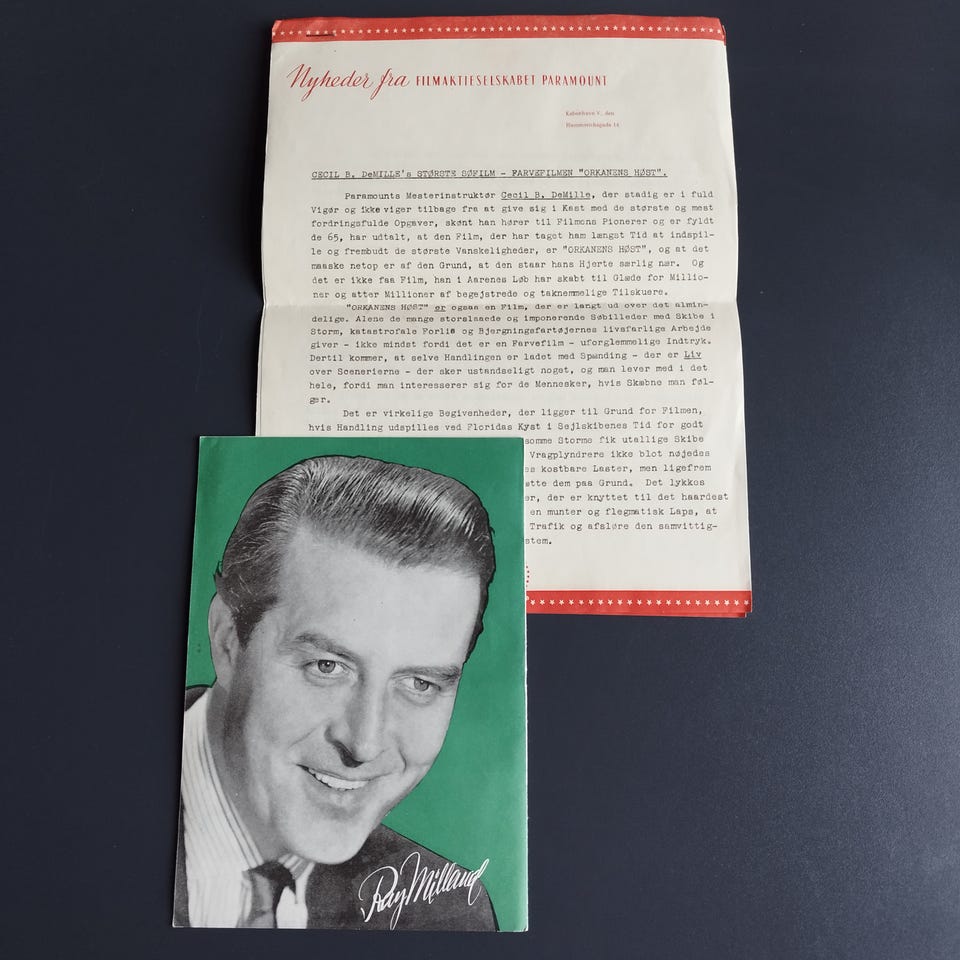 Nyheder fra FILMAKTIESELSKABET PARAMOUNT
København V., den
Hammerichsgade 14
CECIL B. DeMILLE's STØRSTE SØFILM - FARVEFILMEN "ORKANENS HØST".
Paramounts Mesterinstruktør Cecil B. DeMille, der stadig er i fuld
Vigør og ikke viger tilbage fra at give sig i Kast med de største og mest
fordringsfulde Opgaver, skønt han hører til Filmens Pionerer og er fyldt
de 65, har udtalt, at den Film, der har taget ham længst Tid at indspil-
le og frembudt de største Vanskeligheder, er "ORKANENS HØST", og at det
maaske netop er af den Grund, at den staar hans Hjerte særlig nær. Og
det er ikke faa Film, han i Aarenes Løb har skabt til Glæde for Millio-
ner og atter Millioner af begejstrede og taknemmelige Tilskuere.
"ORKANENS HØST" er ogsaa en Film, der er langt ud over det almin-
delige. Alene de mange storslaaede og imponerende Søbilleder med Skibe i
Storm, katastrofale Forlis og Bjergningsfartøjernes livsfarlige Arbejde
giver - ikke mindst fordi det er en Farvefilm - uforglemmelige Indtryk.
Dertil kommer, at selve Handlingen er ladet med Spænding - der er Liv
over Scenerierne - der sker ustandseligt noget, og man lever med i det
hele, fordi man interesserer sig for de Mennesker, hvis Skæbne man føl-
ger.
Det er virkelige Begivenheder, der ligger til Grund for Filmen,
hvis Handling udspilles ved Floridas Kyst i Sejlskibenes Tid for godt
somme Storme fik utallige Skibe
Vragplyndrere ikke blot nøjedes
s kostbare Laster, men ligefrem
tte dem paa Grund. Det lykkes
er, der er knyttet til det haardest
en munter og flegmatisk Laps, at
Trafik og afsløre den samvittig-
stem.
Ray Milland